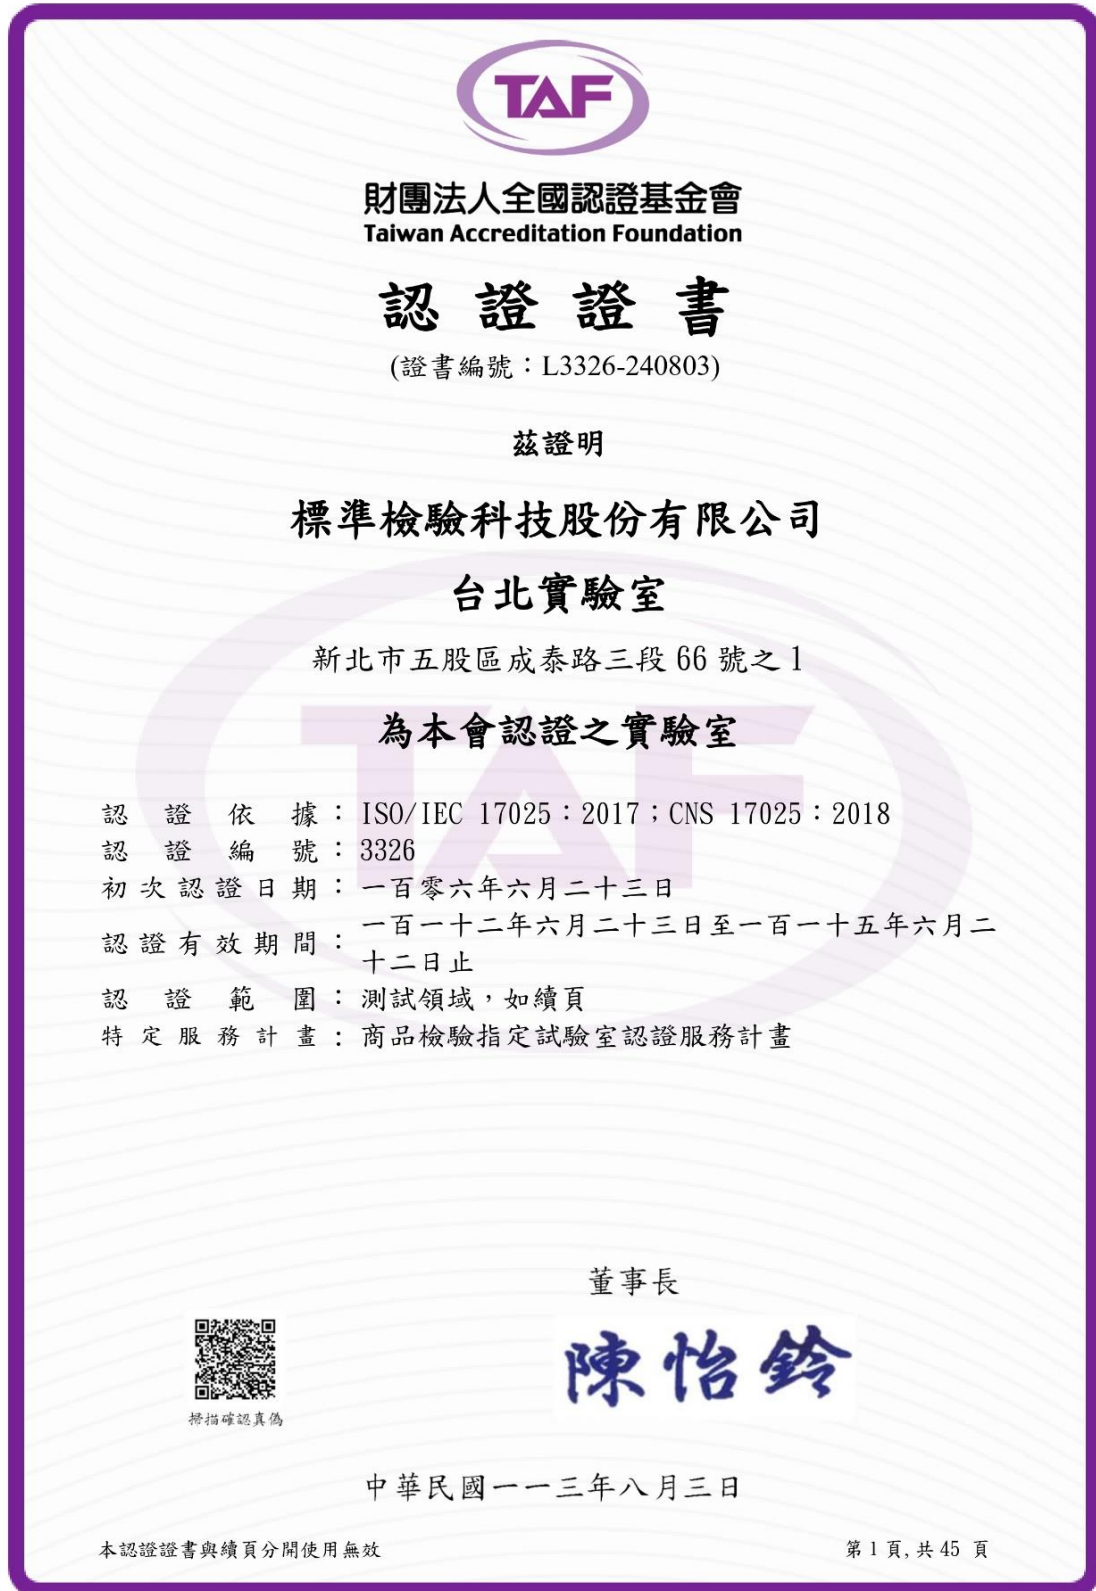 TAF
財團法人全國認證基金會
Taiwan Accreditation Foundation
認證證書
(證書編號：L3326-240803)
茲證明
標準檢驗科技股份有限公司
台北實驗室
新北市五股區成泰路三段 66 號之 1
為本會認證之實驗室
認證依據：ISO/IEC 17025：2017；CNS 17025：2018
認證編號：3326
初次認證日期：一百零六年六月二十三日
認證有效期間：一百一十二年六月二十三日至一百一十五年六月二
十二日止
認證範圍：測試領域，如續頁
特定服務計畫：商品檢驗指定試驗室認證服務計畫
董事長
陳怡鈴
掃描確認真偽
中華民國一一三年八月三日
本認證證書與續頁分開使用無效
第 1 頁, 共 45 頁